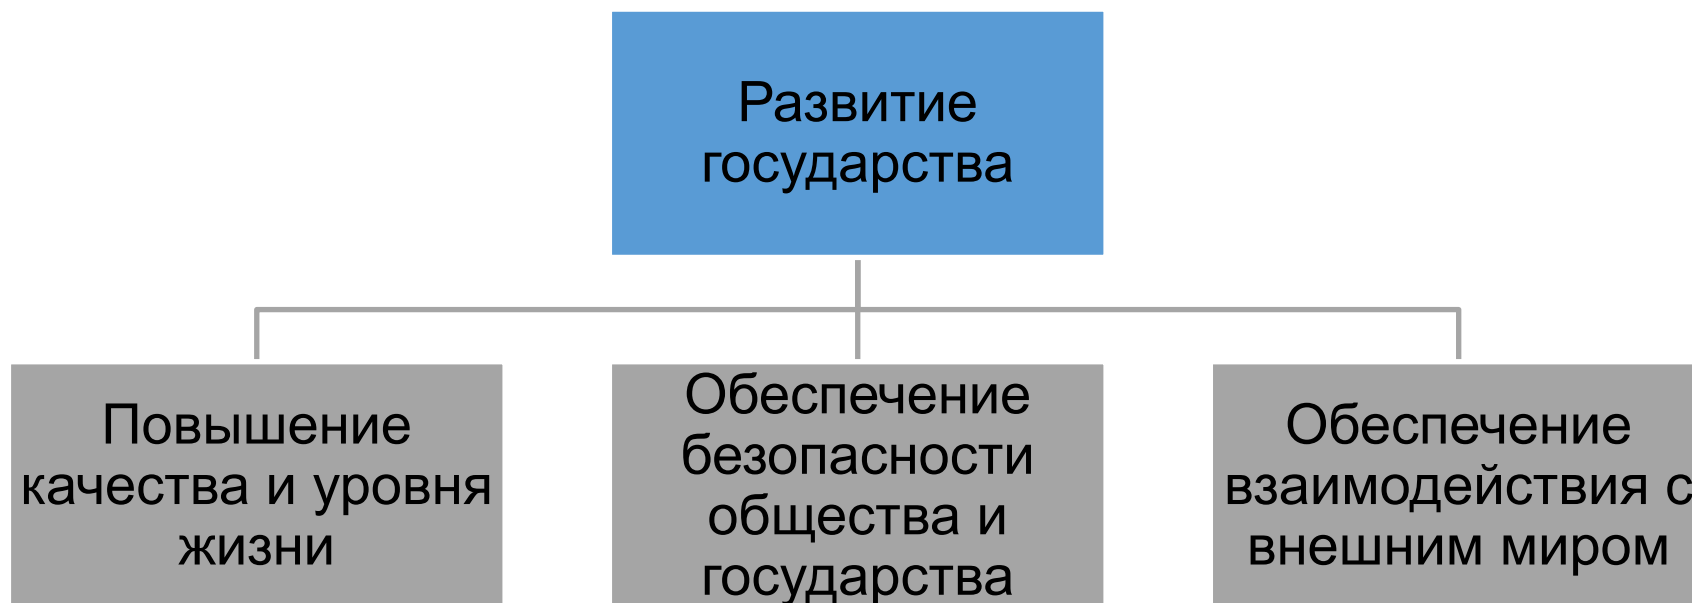 Развитие
государства
Повышение
качества и уровня
жизни
Обеспечение
безопасности
общества и
государства
Обеспечение
взаимодействия с
внешним миром